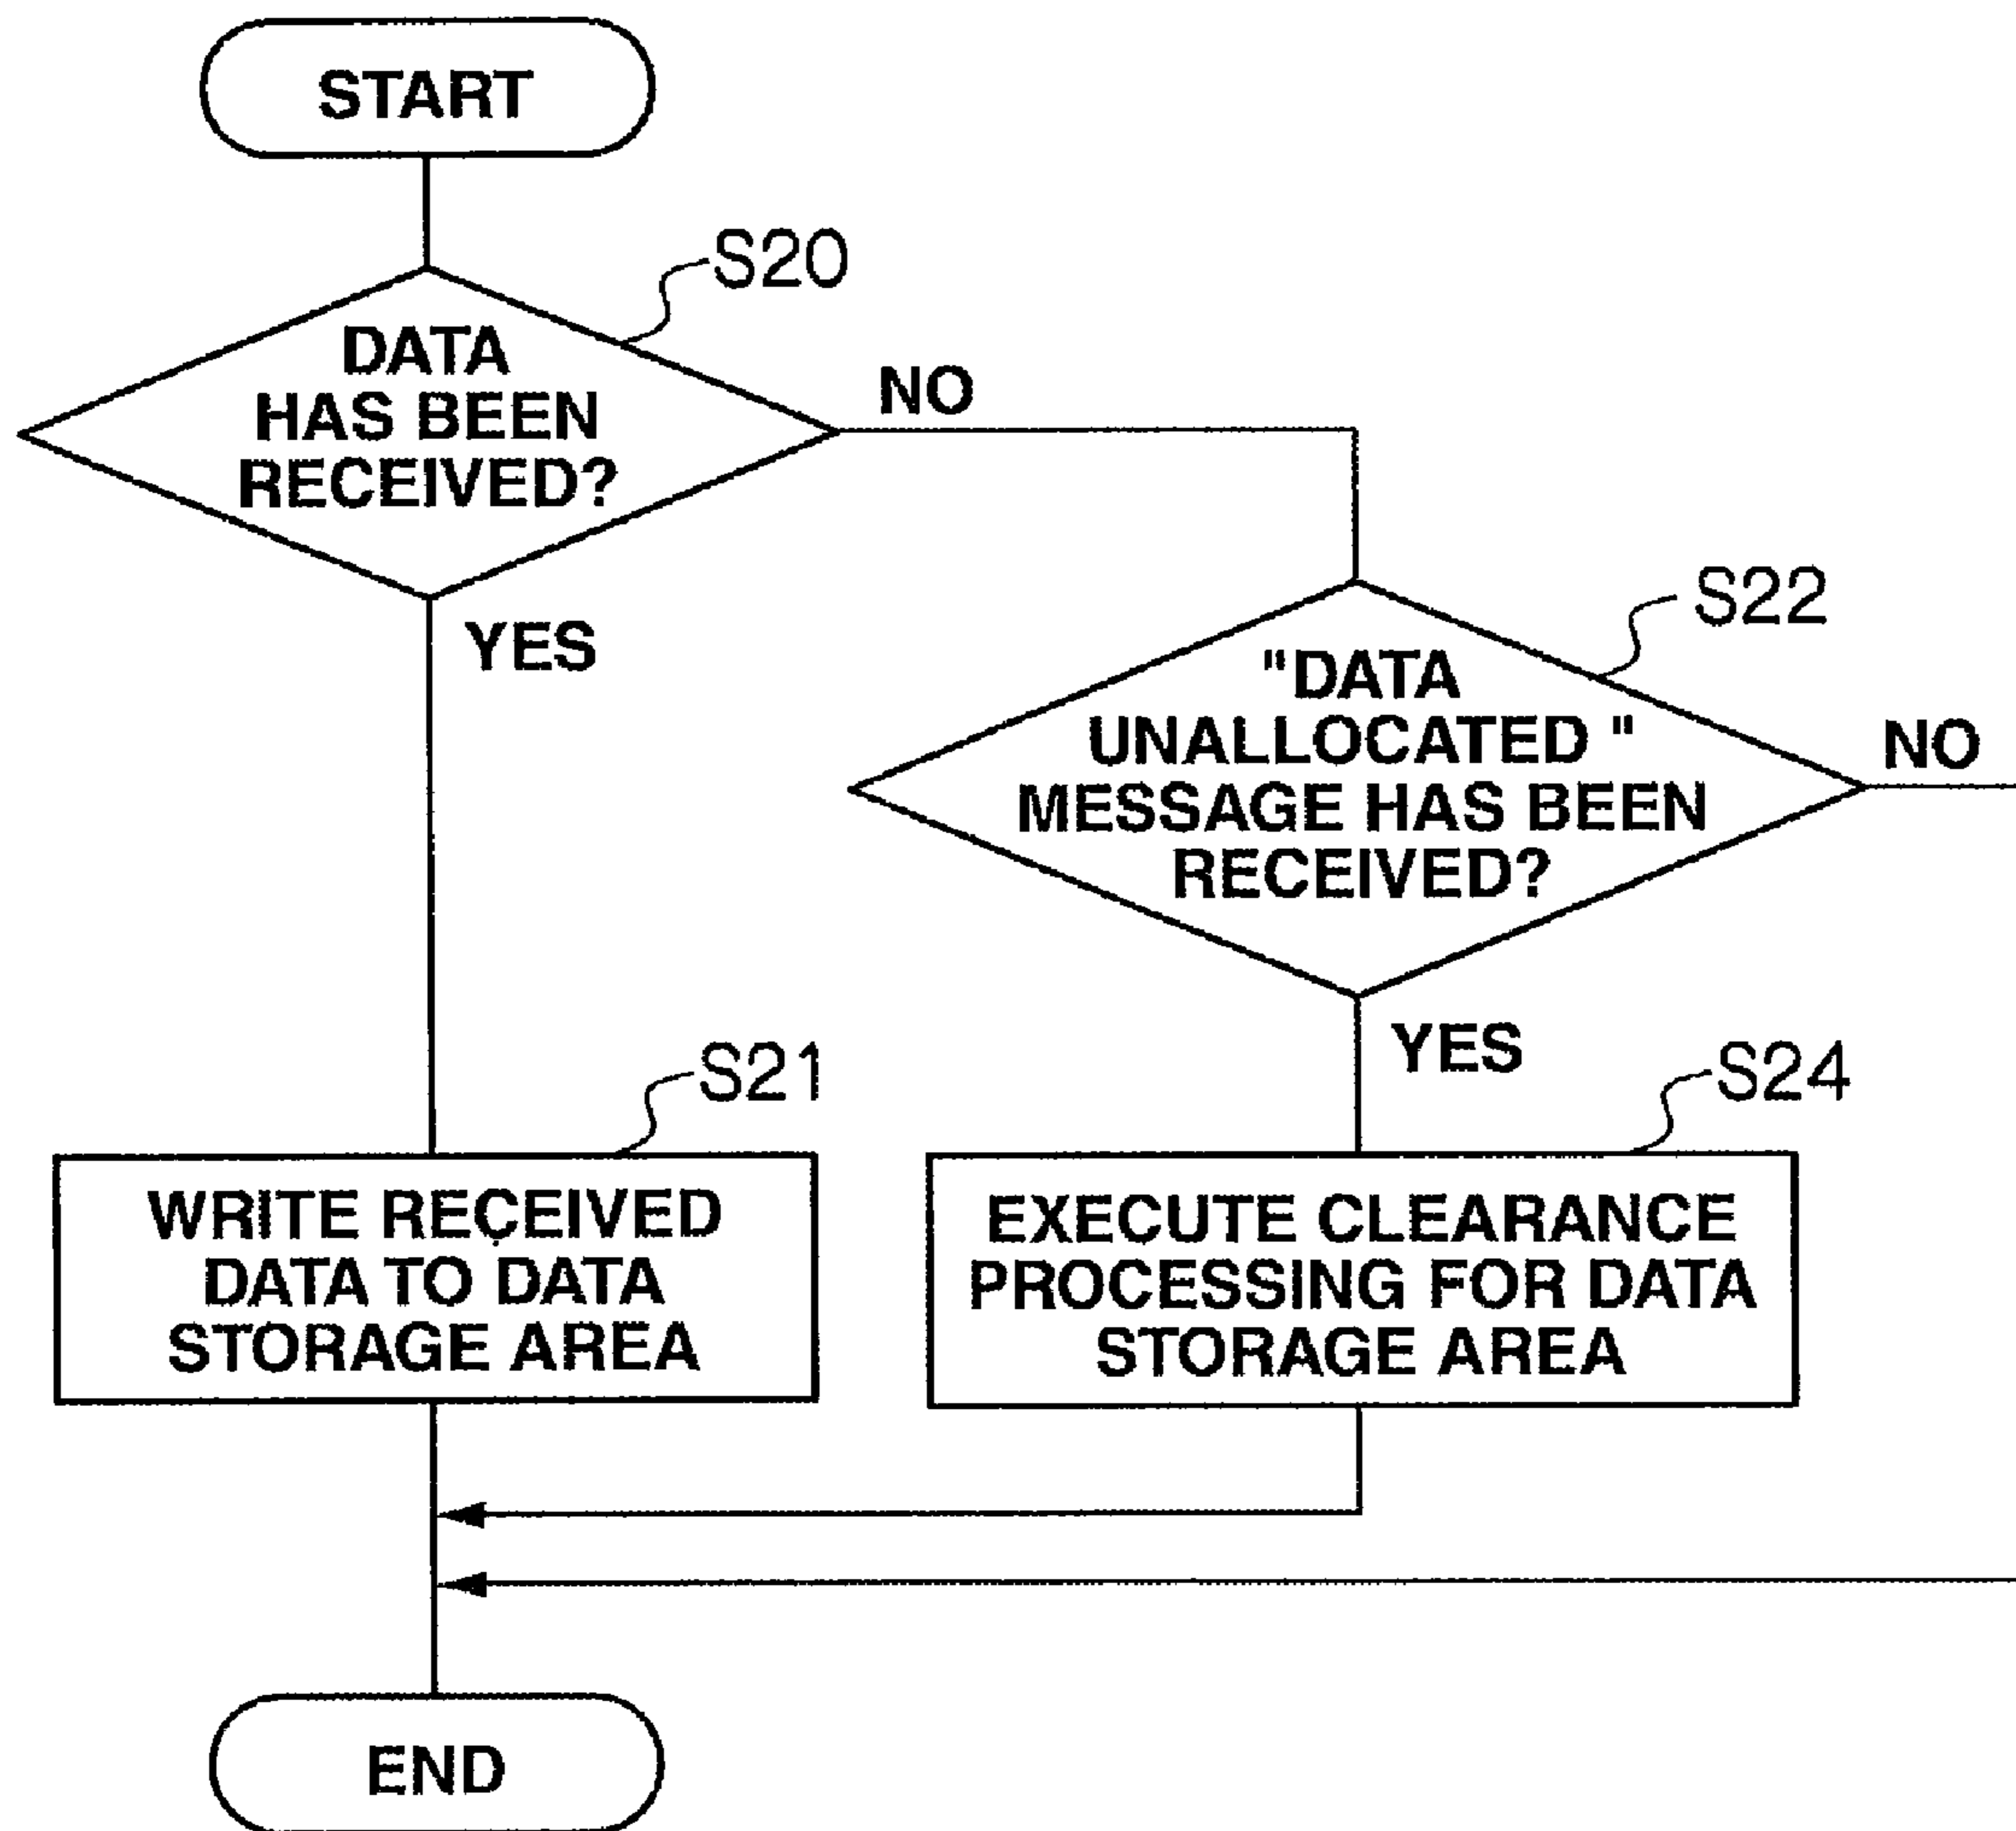 START
S20
DATA
HAS BEEN
RECEIVED?
NO
YES
S22
"DATA
UNALLOCATED "
MESSAGE HAS BEEN
RECEIVED?
NO
YES
S21
WRITE RECEIVED
DATA TO DATA
STORAGE AREA
S24
EXECUTE CLEARANCE
PROCESSING FOR DATA
STORAGE AREA
END